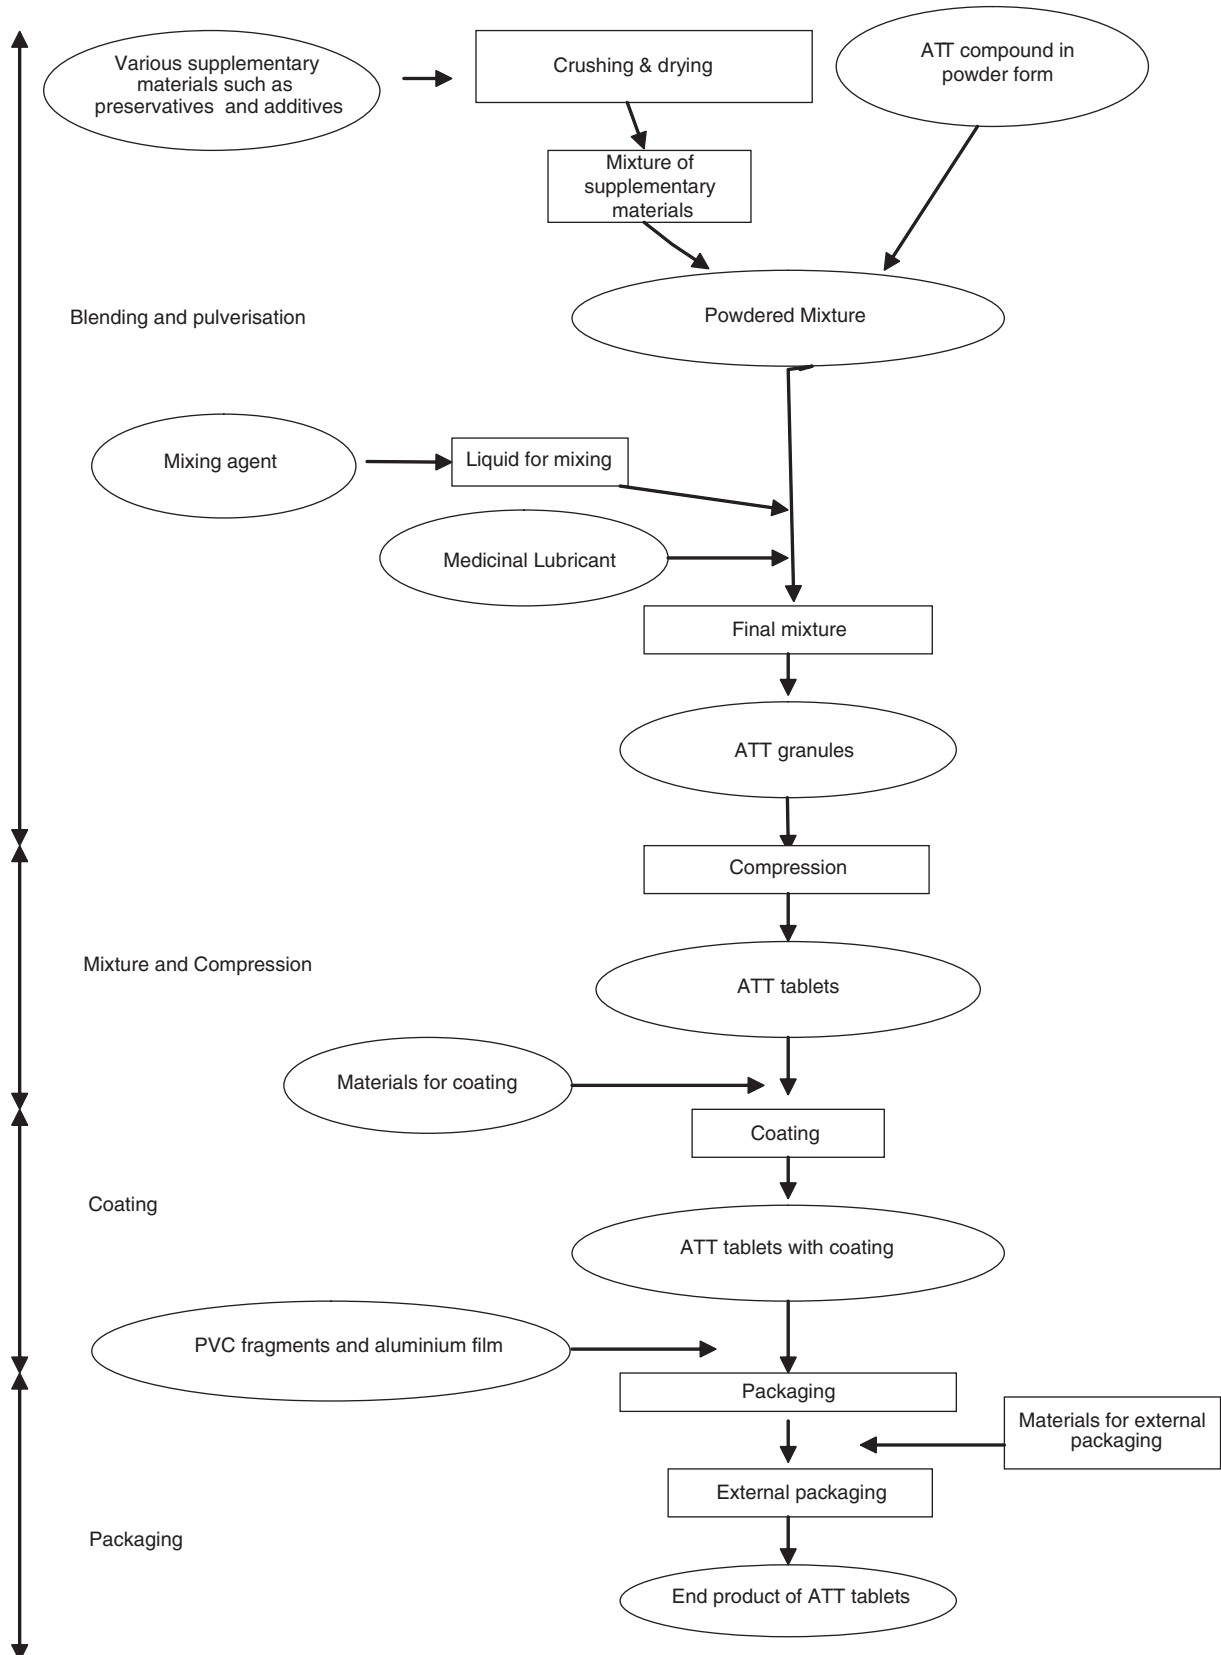 Various supplementary
materials such as
preservatives and additives
Crushing & drying
ATT compound in
powder form
Mixture of
supplementary
materials
Blending and pulverisation
Powdered Mixture
Mixing agent
Liquid for mixing
Medicinal Lubricant
Final mixture
ATT granules
Compression
Mixture and Compression
ATT tablets
Materials for coating
Coating
Coating
ATT tablets with coating
PVC fragments and aluminium film
Packaging
Materials for external
packaging
External packaging
Packaging
End product of ATT tablets